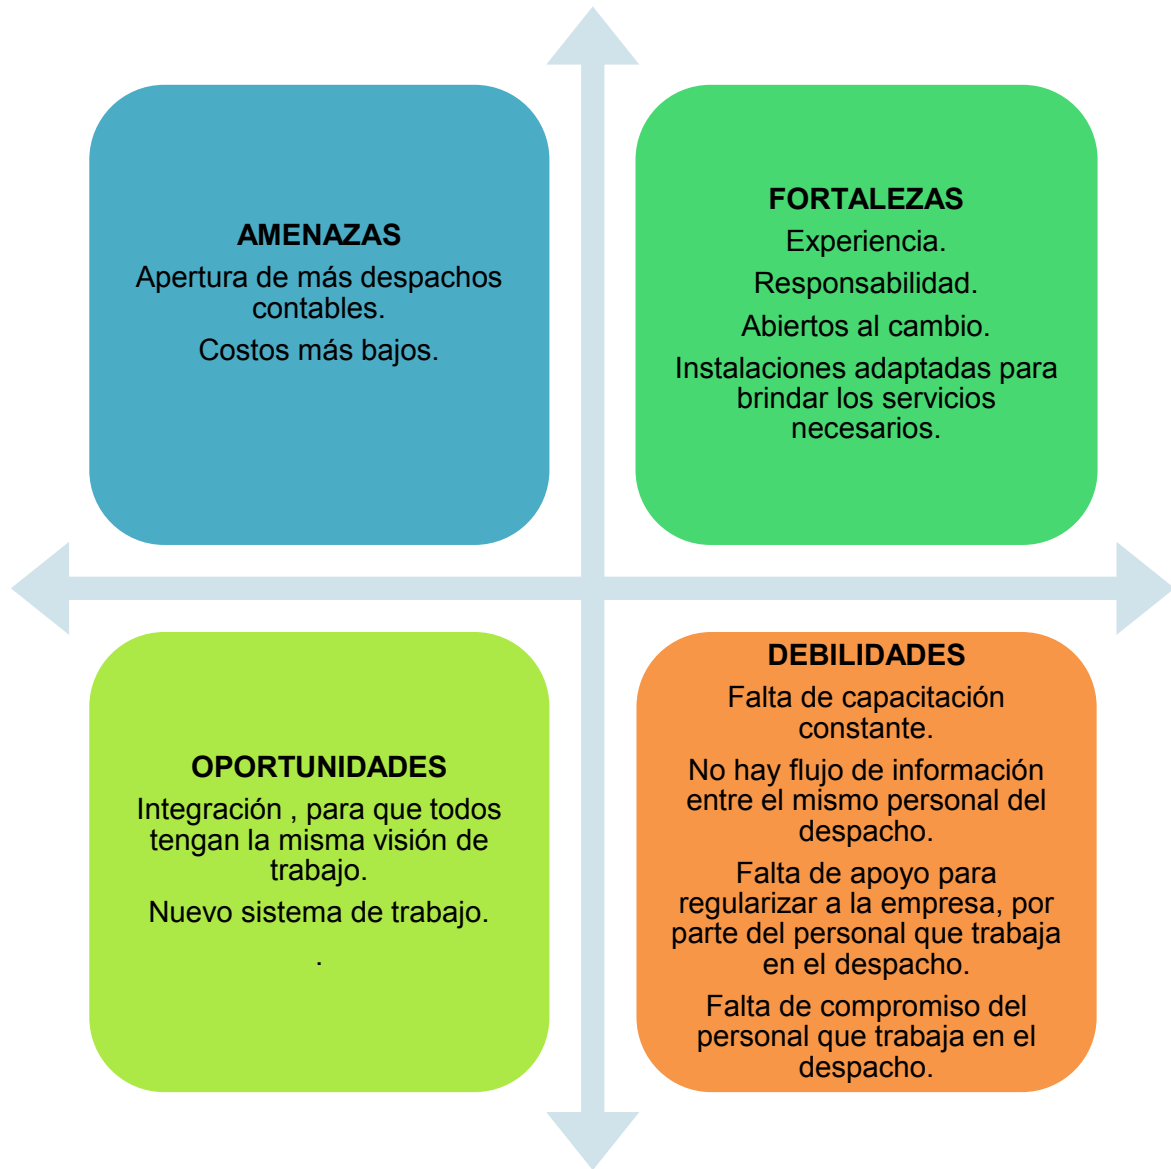 AMENAZAS
Apertura de más despachos
contables.
Costos más bajos.
FORTALEZAS
Experiencia.
Responsabilidad.
Abiertos al cambio.
Instalaciones adaptadas para
brindar los servicios
necesarios.
OPORTUNIDADES
Integración , para que todos
tengan la misma visión de
trabajo.
Nuevo sistema de trabajo.
.
DEBILIDADES
Falta de capacitación
constante.
No hay flujo de información
entre el mismo personal del
despacho.
Falta de apoyo para
regularizar a la empresa, por
parte del personal que trabaja
en el despacho.
Falta de compromiso del
personal que trabaja en el
despacho.